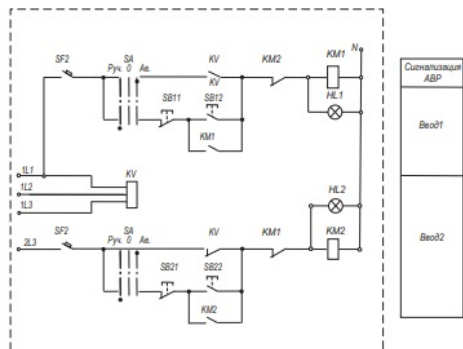 SF2
SA
Руч. 0 Ав.
KV
KV
KM2
KM1
N
HL1
SB11
SB12
KM1
1L1
1L2
1L3
KV
HL2
2L3
SF2
SA
Руч. 0 Ав.
KV
KM1
KM2
SB21
SB22
KM2
Сигнализация
АВР
Ввод1
Ввод2